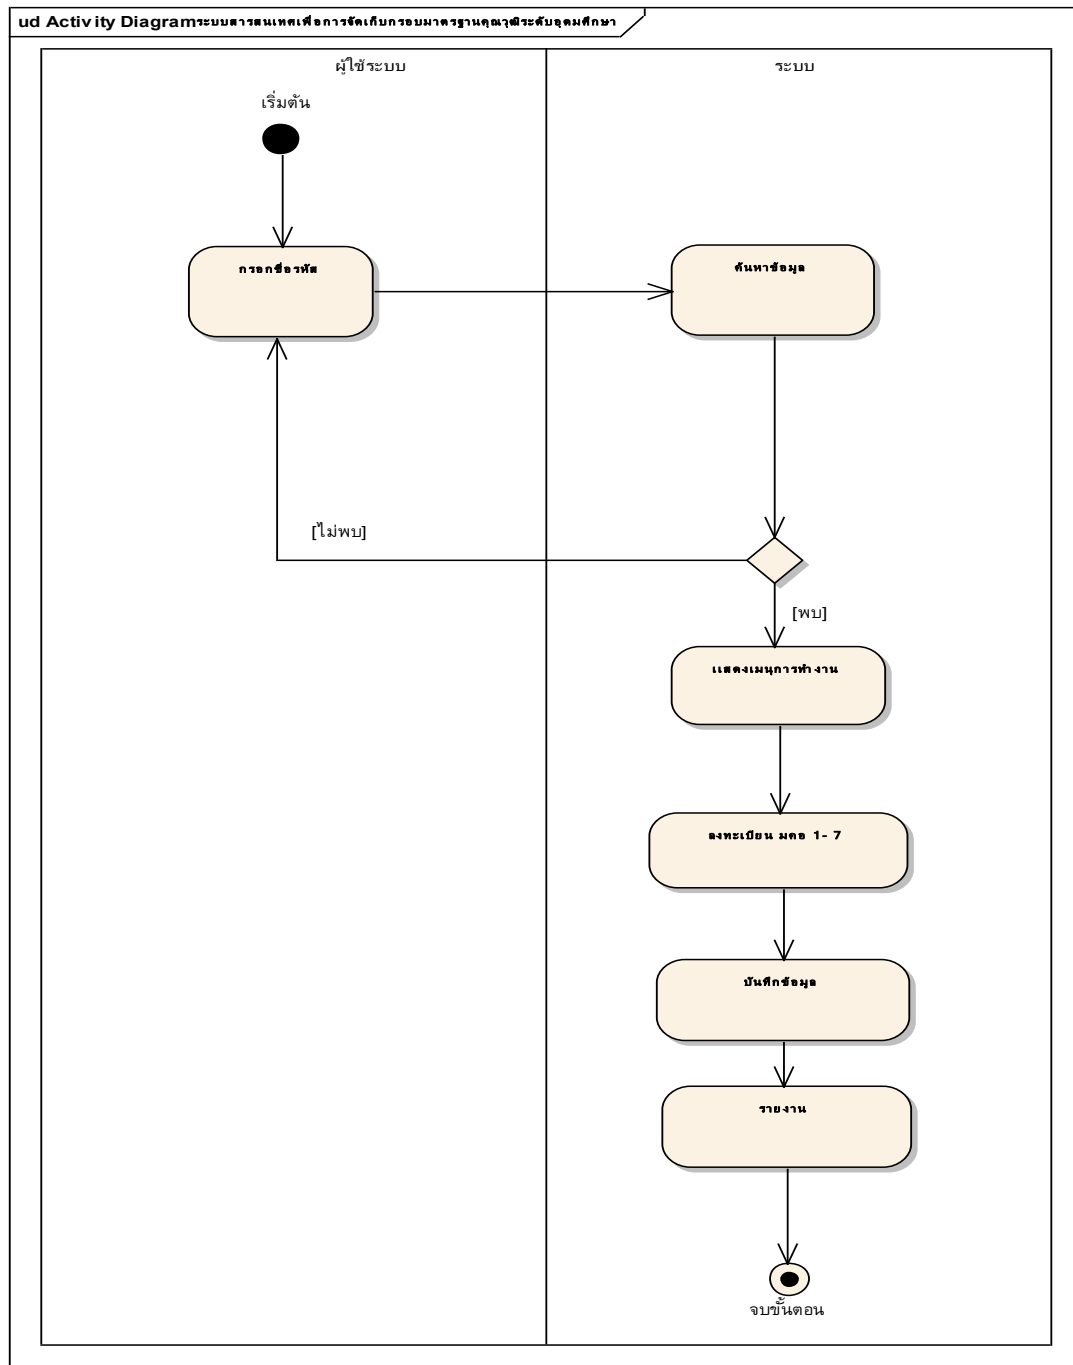 ud Activity Diagramระบบสารสนเทศเพื่อการจัดเก็บกรอบมาตรฐานคุณวุฒิระดับอุดมศึกษา
ผู้ใช้ระบบ
ระบบ
เริ่มต้น
กรอกชื่อรหัส
ค้นหาข้อมูล
[ไม่พบ]
[พบ]
แสดงเมนูการทำงาน
ลงทะเบียน มคอ 1- 7
บันทึกข้อมูล
รายงาน
จบขั้นตอน